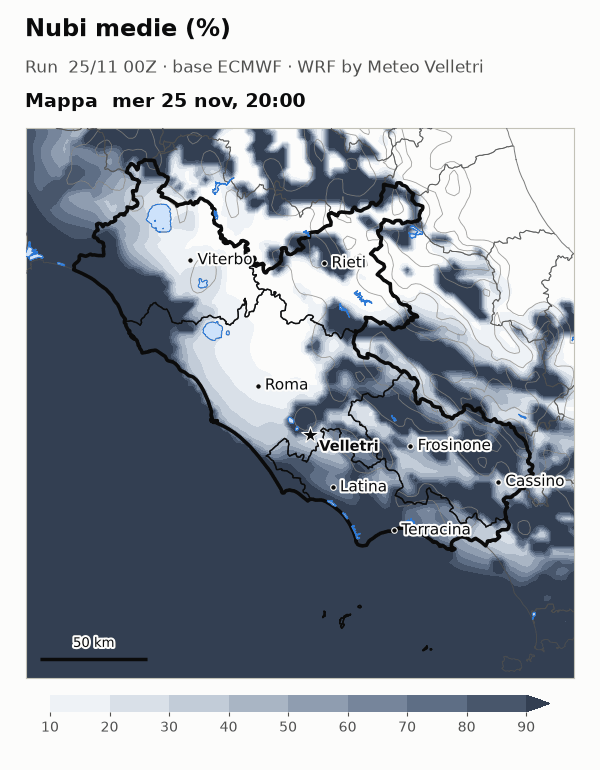 Nubi medie (%)
Run  25/11 00Z · base ECMWF · WRF by Meteo Velletri
Mappa  mer 25 nov, 20:00
Viterbo
Rieti
Roma
Velletri
Frosinone
Latina
Cassino
Terracina
50 km
10 20 30 40 50 60 70 80 90